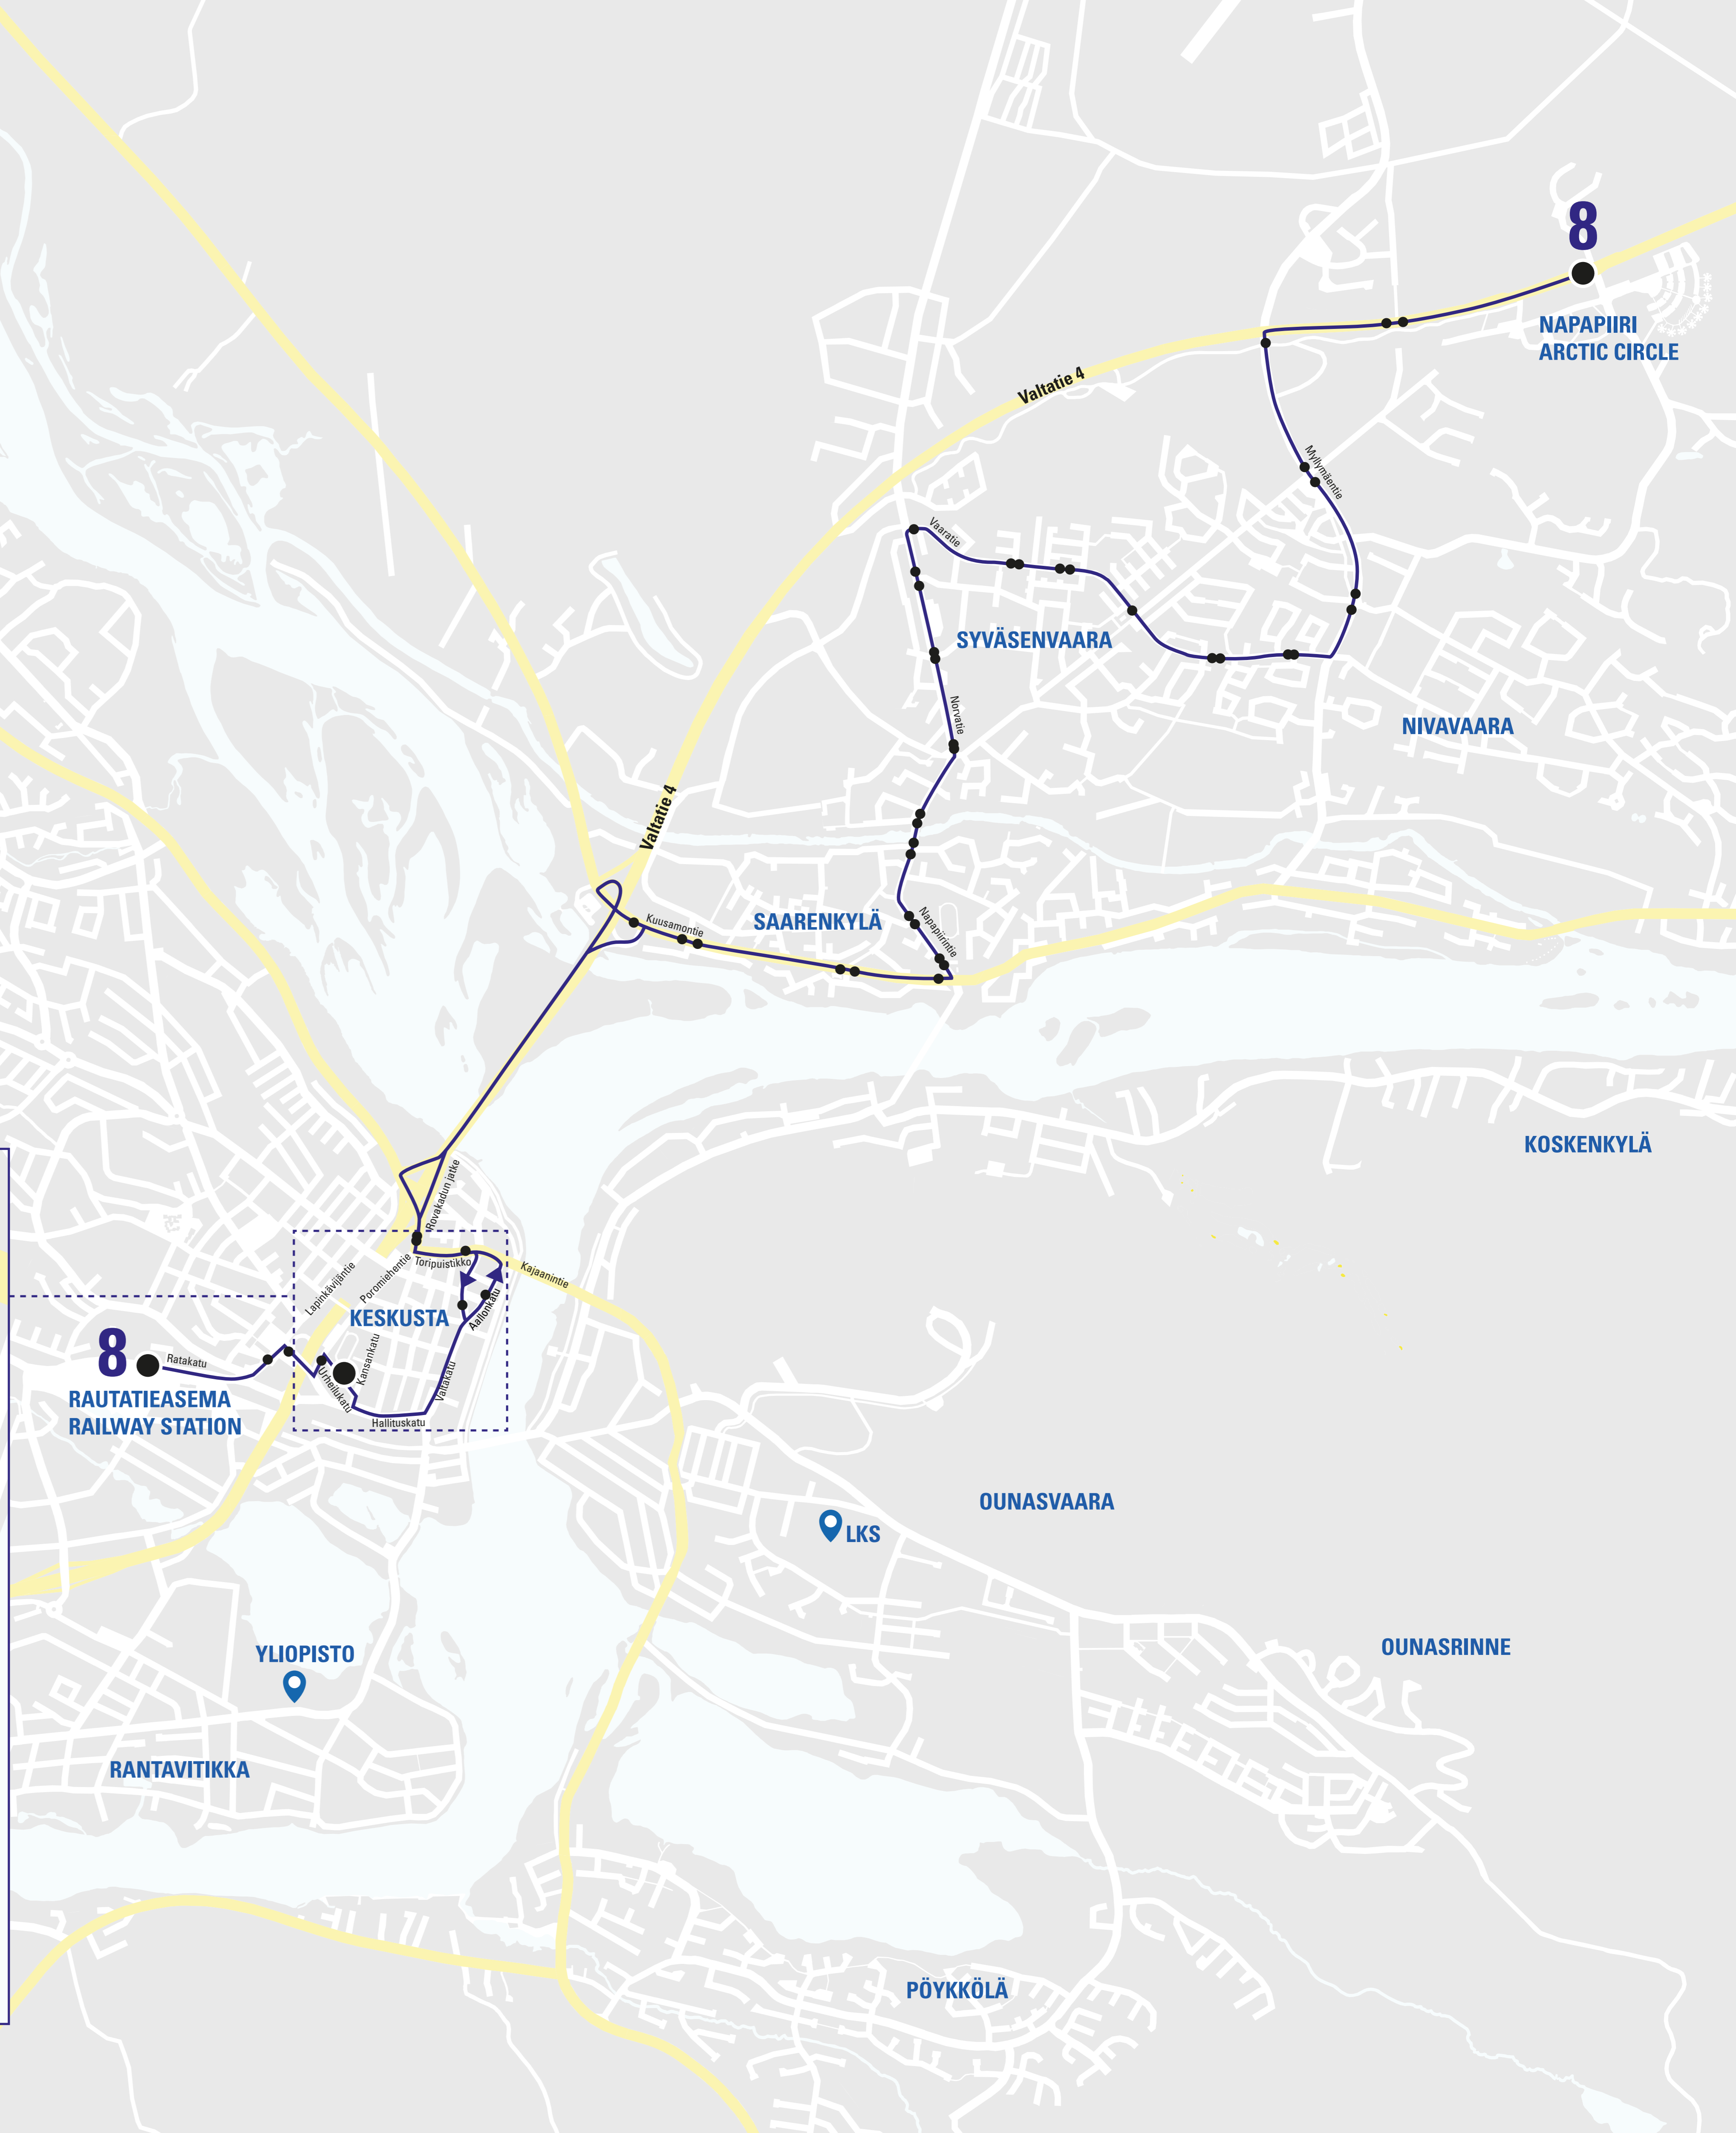 8
NAPAPIIRI
ARCTIC CIRCLE
Valtatie 4
Myllymäentie
Vaaratie
SYVÄSENVAARA
Norvatie
NIVAVAARA
Valtatie 4
Kuusamontie
SAARENKYLÄ
Napapiirintie
KOSKENKYLÄ
Rovakadun jatke
Toripuistikko
Kajaanintie
Lapinkävijäntie
Poromiehentie
KESKUSTA
Aallonkatu
8
Ratakatu
Kansankatu
Urheilukatu
Valtakatu
Hallituskatu
RAUTATIEASEMA
RAILWAY STATION
OUNASVAARA
LKS
YLIOPISTO
OUNASRINNE
RANTAVITIKKA
PÖYKKÖLÄ